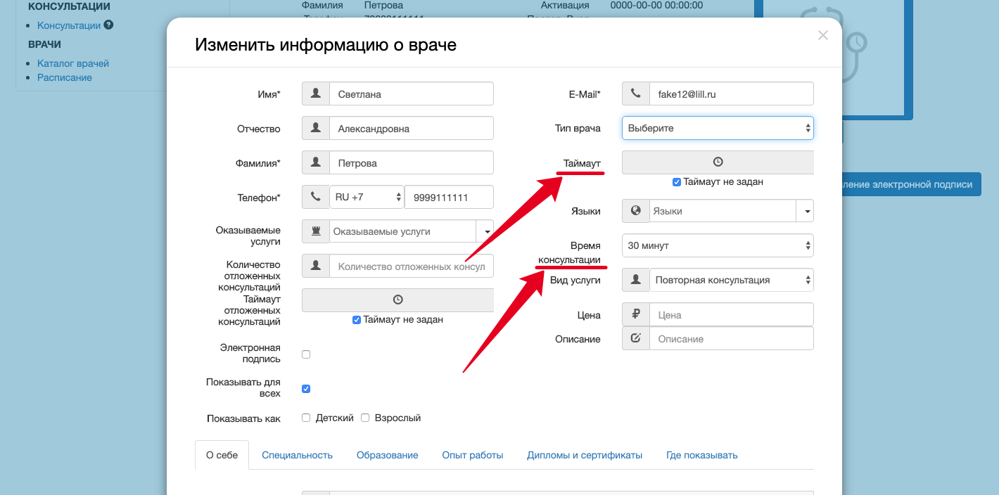 КОНСУЛЬТАЦИИ
Консультации ?
ВРАЧИ
Каталог врачей
Расписание
Фамилия Петрова
Активация 0000-00-00 00:00:00
Изменить информацию о враче
×
Имя* Светлана
Отчество Александровна
Фамилия* Петрова
Телефон* RU +7 9999111111
Оказываемые
услуги
Оказываемые услуги
Количество
отложенных
консультаций
Количество отложенных консул
Таймаут
отложенных
консультаций
Таймаут не задан
Электронная
подпись
Показывать для
всех
Показывать как Детский Взрослый
E-Mail* fake12@lill.ru
Тип врача Выберите
Таймаут
Таймаут не задан
Языки Языки
Время
консультации
30 минут
Вид услуги Повторная консультация
Цена ₽ Цена
Описание Описание
ление электронной подписи
О себе Специальность Образование Опыт работы Дипломы и сертификаты Где показывать